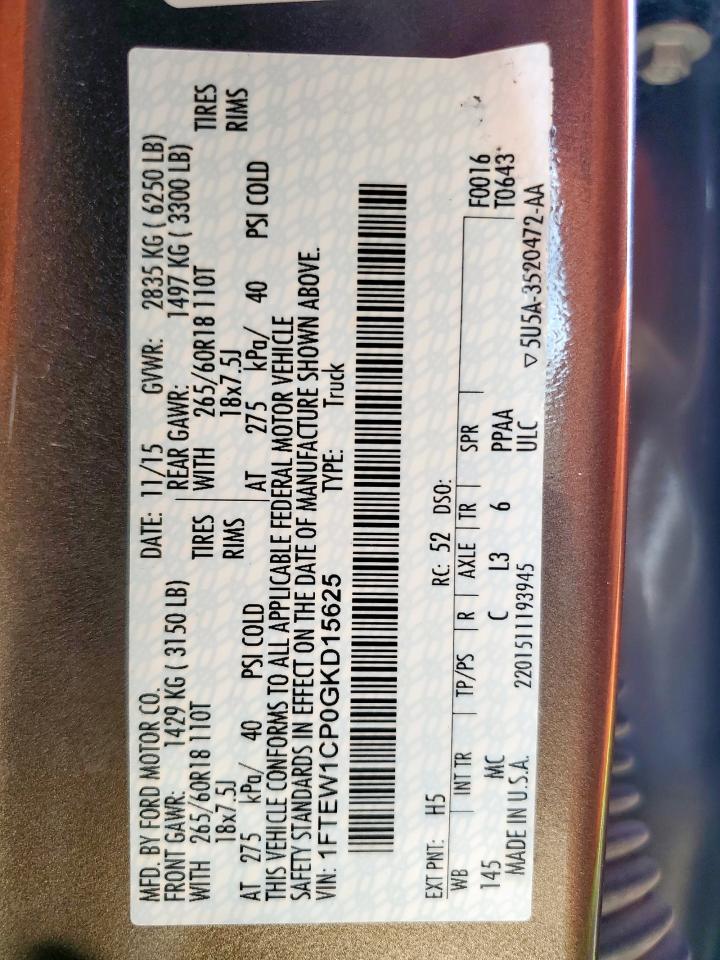 MFD. BY FORD MOTOR CO.
DATE: 11/15 GVWR: 2835 KG ( 6250 LB)
FRONT GAWR: 1429 KG ( 3150 LB)
REAR GAWR: 1497 KG ( 3300 LB)
WITH 265/60R18 110T TIRES
WITH 265/60R18 110T TIRES
18x7.5J RIMS
18x7.5J RIMS
AT 275 kPa/ 40 PSI COLD
AT 275 kPa/ 40 PSI COLD
THIS VEHICLE CONFORMS TO ALL APPLICABLE FEDERAL MOTOR VEHICLE
SAFETY STANDARDS IN EFFECT ON THE DATE OF MANUFACTURE SHOWN ABOVE.
VIN: 1FTEW1CP0GKD15625 TYPE: Truck
EXT PNT: H5 RC: 52 DSO:
WB INT TR TP/PS R AXLE TR SPR F0016
145 MC C L3 6 PPAA T0643*
MADE IN U.S.A. 2201511193945 ULC
▽5U5A-3520472-AA